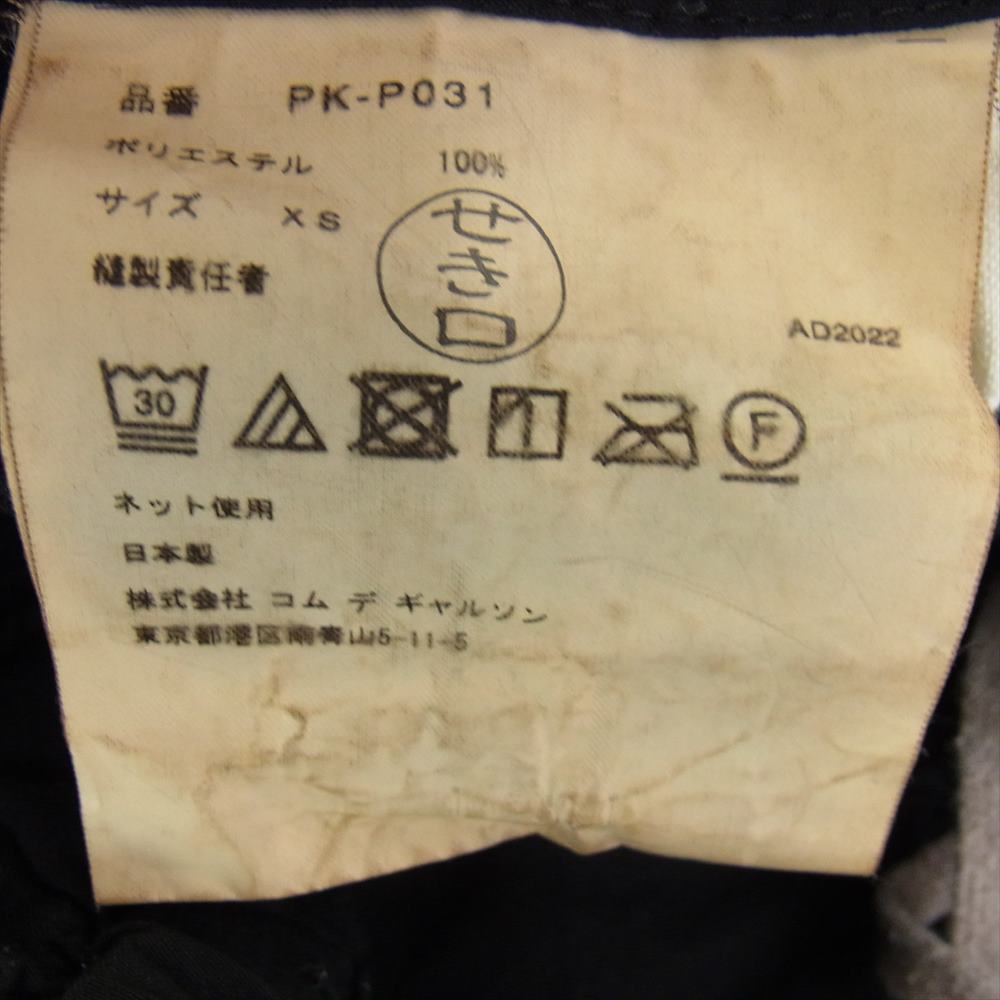 品番 PK-P031
ポリエステル 100%
サイズ XS
縫製責任者 せき口
AD2022
30
F
ネット使用
日本製
株式会社 コム デ ギャルソン
東京都港区南青山5-11-5